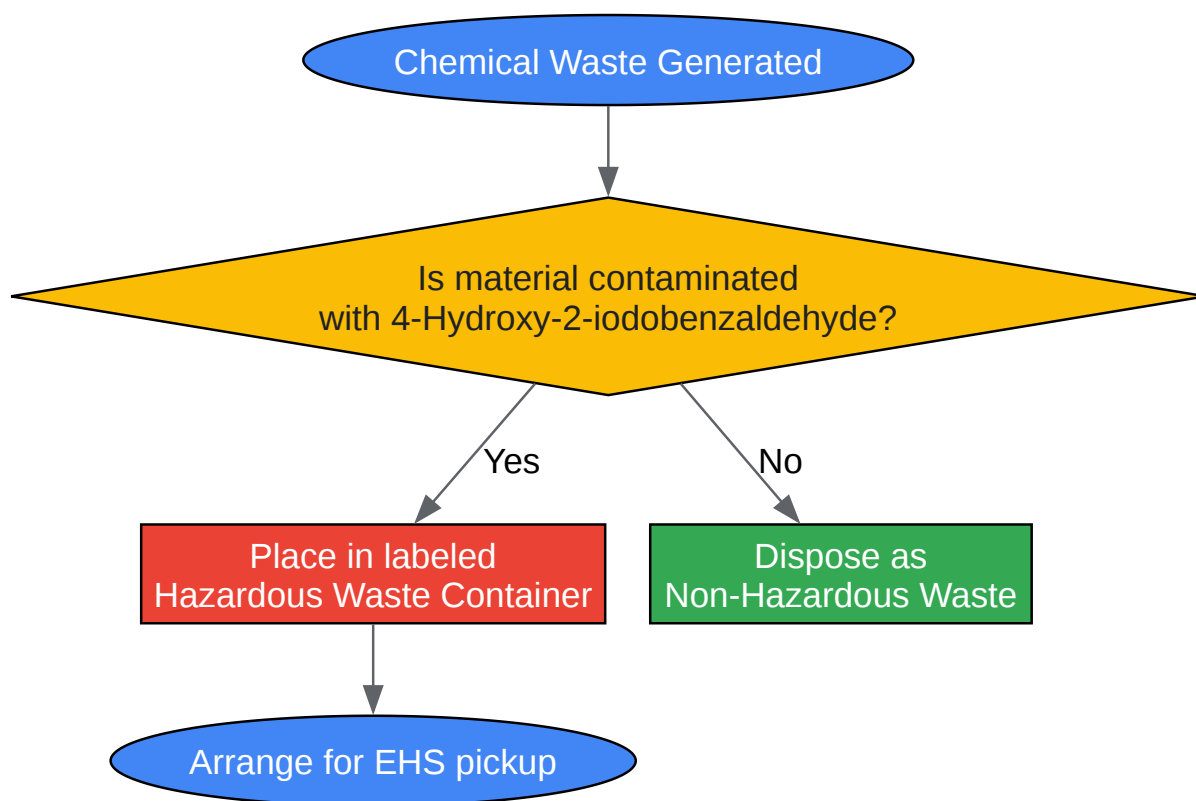 Chemical Waste Generated
Is material contaminated
with 4-Hydroxy-2-iodobenzaldehyde?
Yes
No
Place in labeled
Hazardous Waste Container
Dispose as
Non-Hazardous Waste
Arrange for EHS pickup